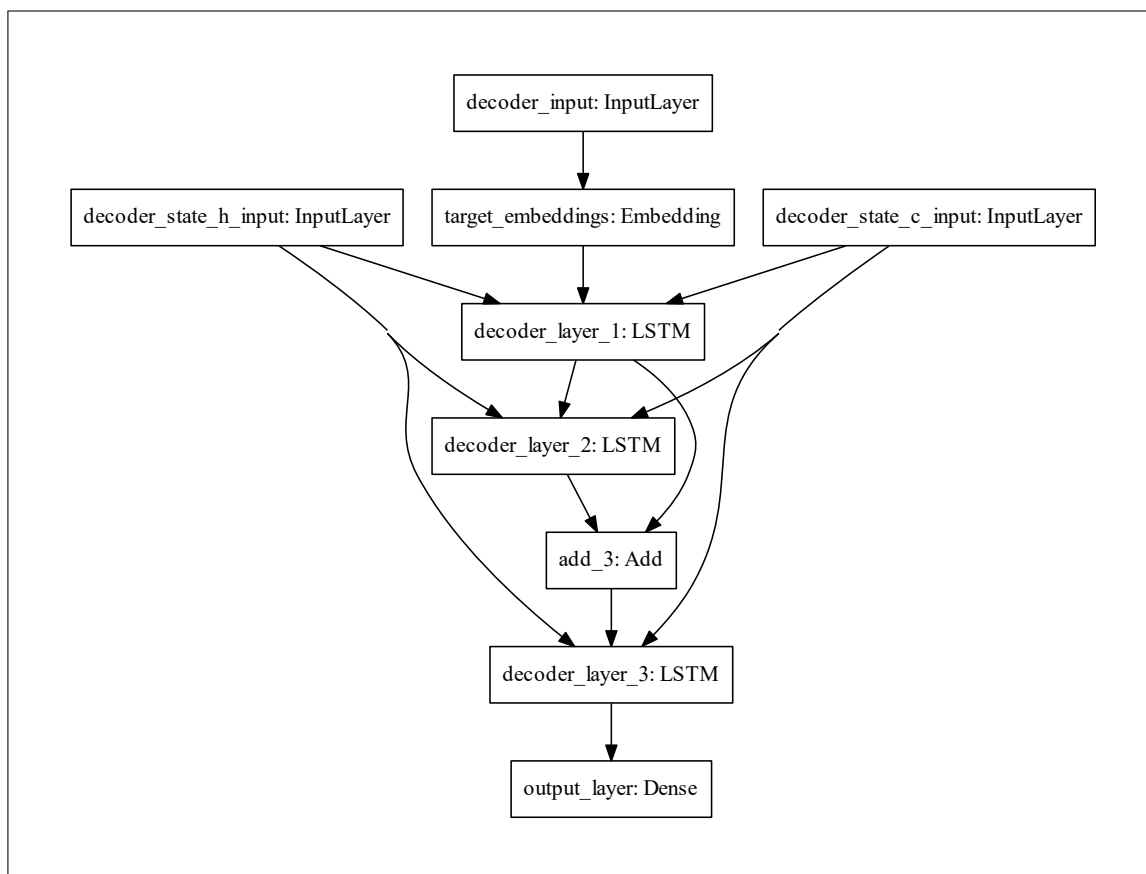 decoder_input: InputLayer
decoder_state_h_input: InputLayer
target_embeddings: Embedding
decoder_state_c_input: InputLayer
decoder_layer_1: LSTM
decoder_layer_2: LSTM
add_3: Add
decoder_layer_3: LSTM
output_layer: Dense